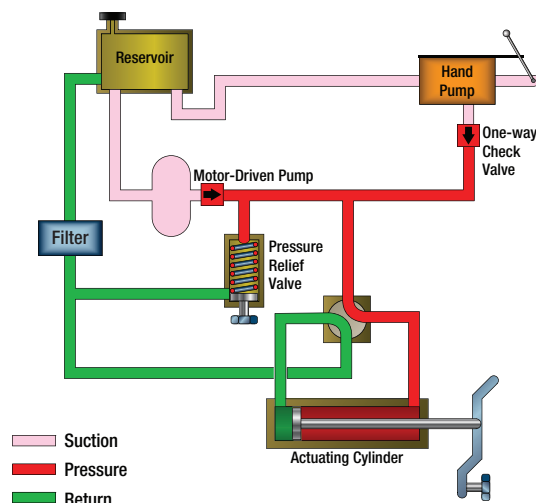 Reservoir
Hand
Pump
One-way
Check
Valve
Motor-Driven Pump
Filter
Pressure
Relief
Valve
Actuating Cylinder
Suction
Pressure
Return